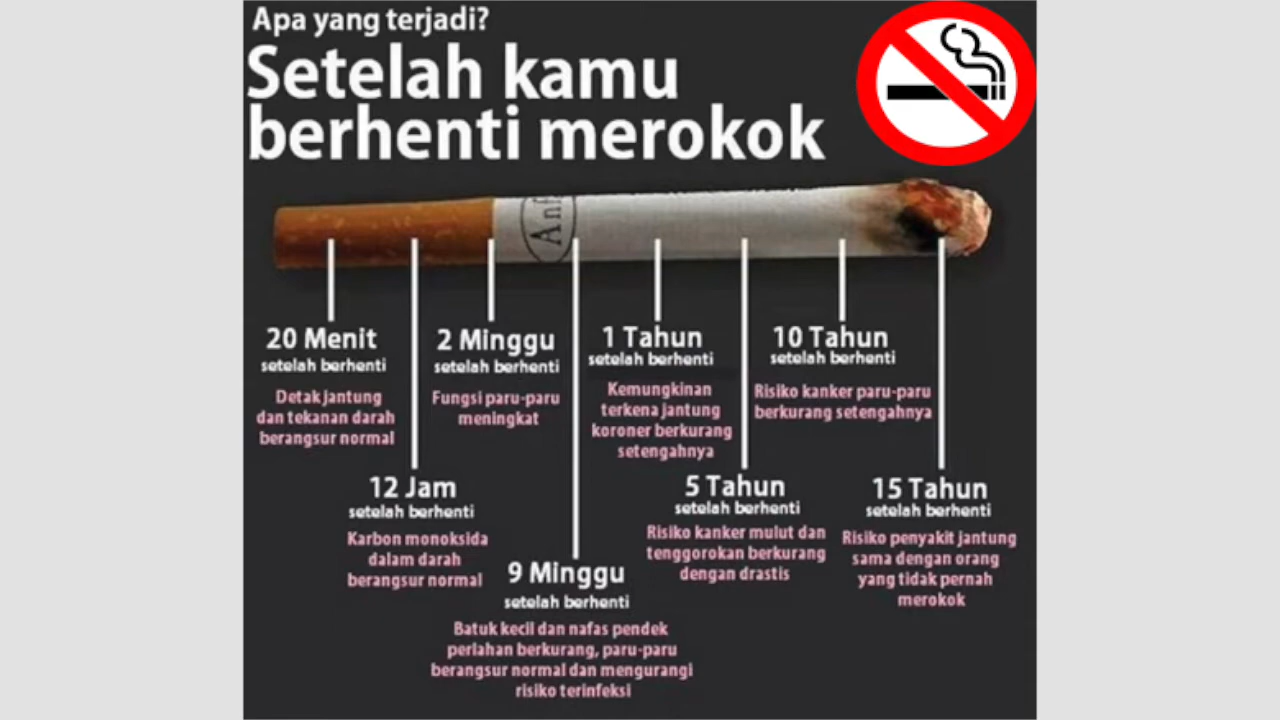 Apa yang terjadi?
Setelah kamu
berhenti merokok
20 Menit
setelah berhenti
Detak jantung
dan tekanan darah
berangsur normal
12 Jam
setelah berhenti
Karbon monoksida
dalam darah
berangsur normal
2 Minggu
setelah berhenti
Fungsi paru-paru
meningkat
9 Minggu
setelah berhenti
Batuk kecil dan nafas pendek
perlahan berkurang, paru-paru
berangsur normal dan mengurangi
risiko terinfeksi
1 Tahun
setelah berhenti
Kemungkinan
terkena jantung
koroner berkurang
setengahnya
5 Tahun
setelah berhenti
Risiko kanker mulut dan
tenggorokan berkurang
dengan drastis
10 Tahun
setelah berhenti
Risiko kanker paru-paru
berkurang setengahnya
15 Tahun
setelah berhenti
Risiko penyakit jantung
sama dengan orang
yang tidak pernah
merokok